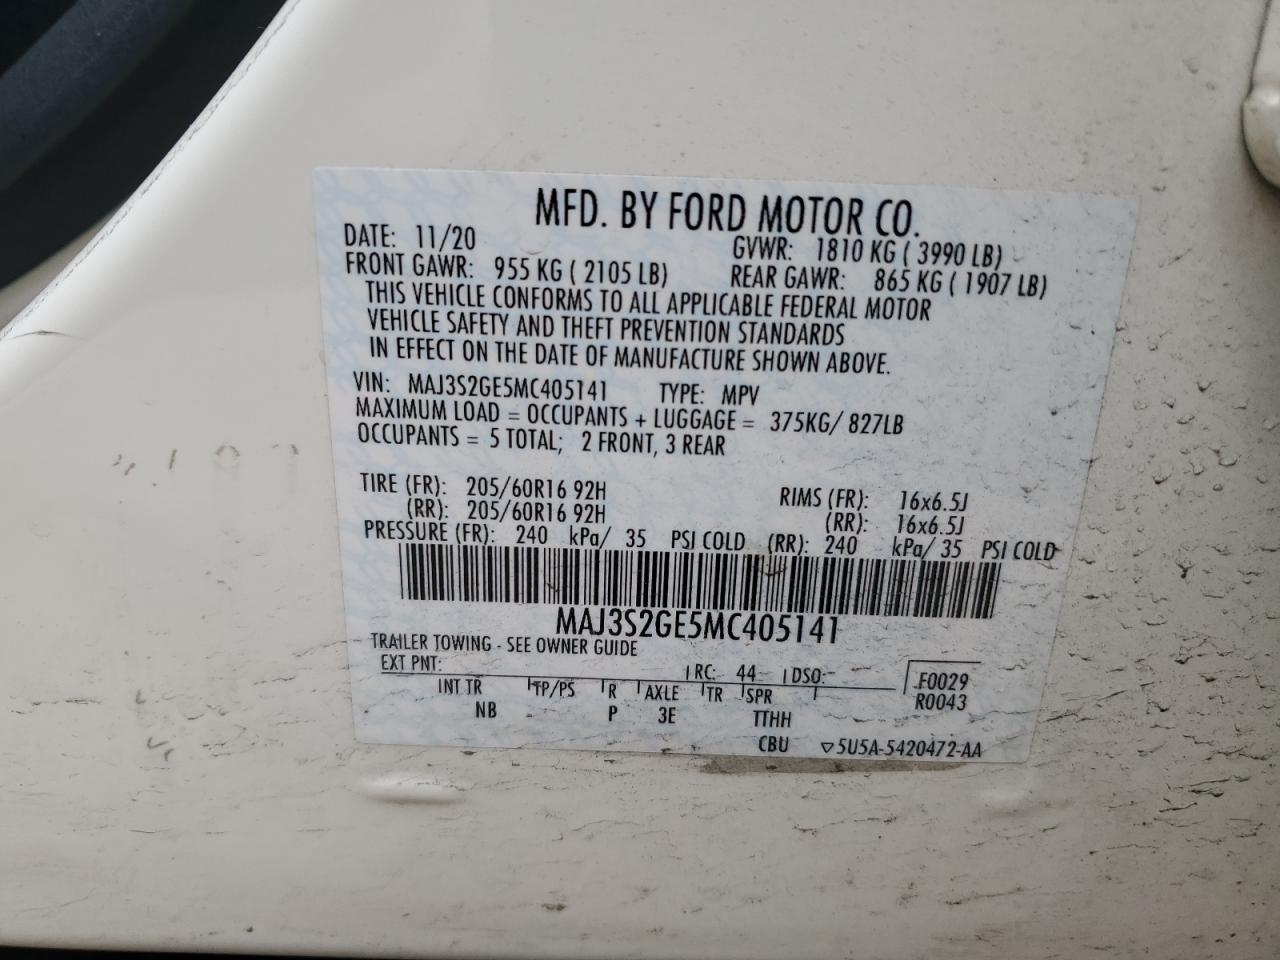 MFD. BY FORD MOTOR CO.
DATE: 11/20 GVWR: 1810 KG ( 3990 LB)
FRONT GAWR: 955 KG ( 2105 LB) REAR GAWR: 865 KG ( 1907 LB)
THIS VEHICLE CONFORMS TO ALL APPLICABLE FEDERAL MOTOR
VEHICLE SAFETY AND THEFT PREVENTION STANDARDS
IN EFFECT ON THE DATE OF MANUFACTURE SHOWN ABOVE.
VIN: MAJ3S2GE5MC405141 TYPE: MPV
MAXIMUM LOAD = OCCUPANTS + LUGGAGE = 375KG/ 827LB
OCCUPANTS = 5 TOTAL; 2 FRONT, 3 REAR
TIRE (FR): 205/60R16 92H RIMS (FR): 16x6.5J
(RR): 205/60R16 92H (RR): 16x6.5J
PRESSURE (FR): 240 kPa/ 35 PSI COLD (RR): 240 kPa/ 35 PSI COLD
MAJ3S2GE5MC405141
TRAILER TOWING - SEE OWNER GUIDE
EXT PNT: RC: 44 DSO: F0029
INT TR TP/PS R AXLE TR SPR R0043
NB P 3E TTHH
CBU ▽5U5A-5420472-AA